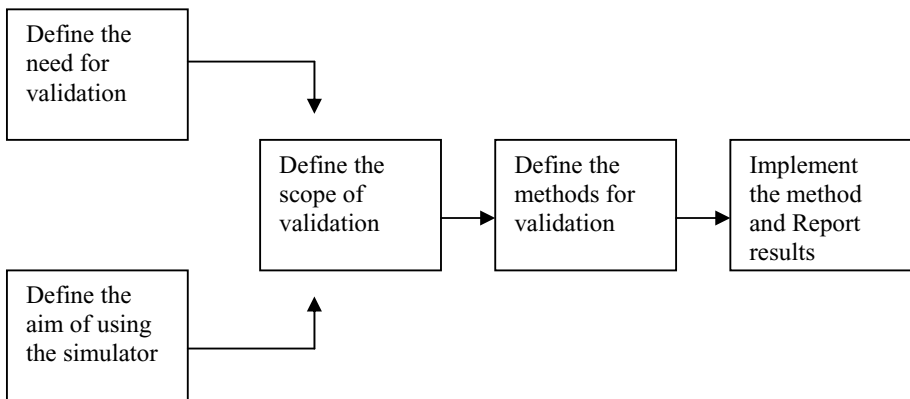 Define the
need for
validation
Define the
scope of
validation
Define the
methods for
validation
Implement
the method
and Report
results
Define the
aim of using
the simulator